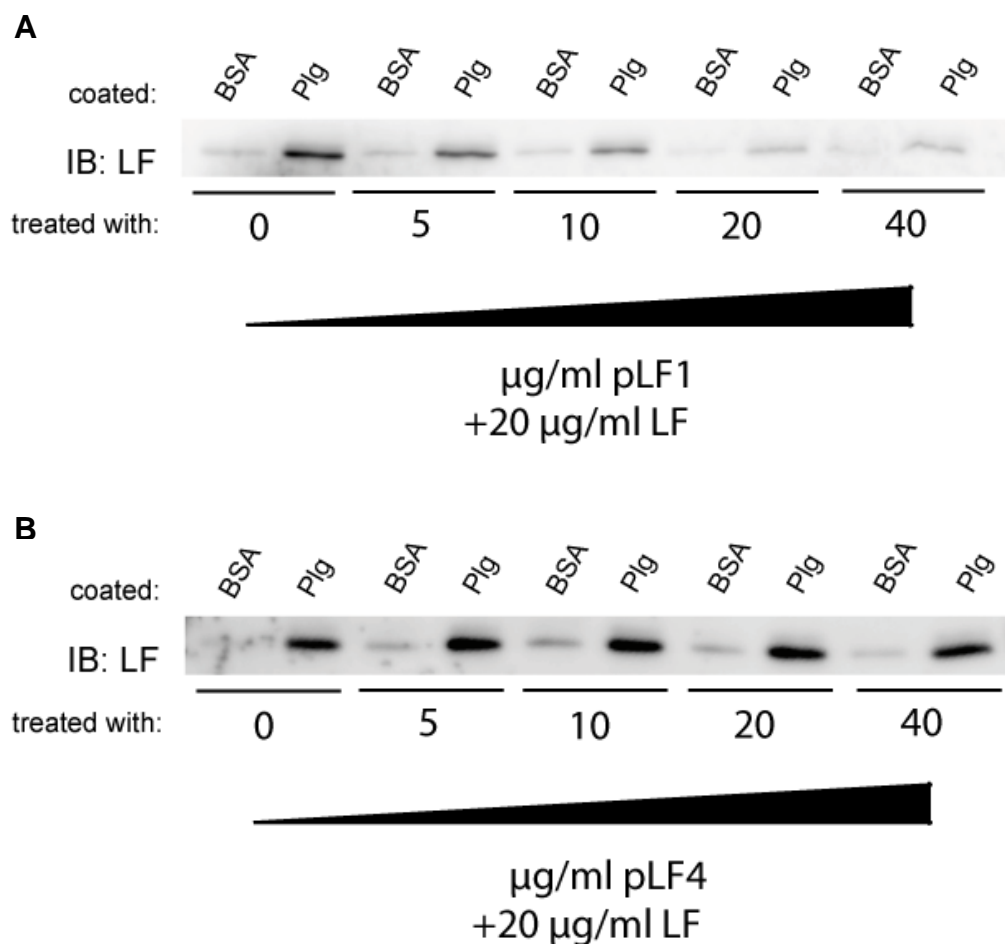 A
coated: BSA Plg BSA Plg BSA Plg BSA Plg BSA Plg
IB: LF
treated with: 0 5 10 20 40
µg/ml pLF1
+20 µg/ml LF
B
coated: BSA Plg BSA Plg BSA Plg BSA Plg BSA Plg
IB: LF
treated with: 0 5 10 20 40
µg/ml pLF4
+20 µg/ml LF